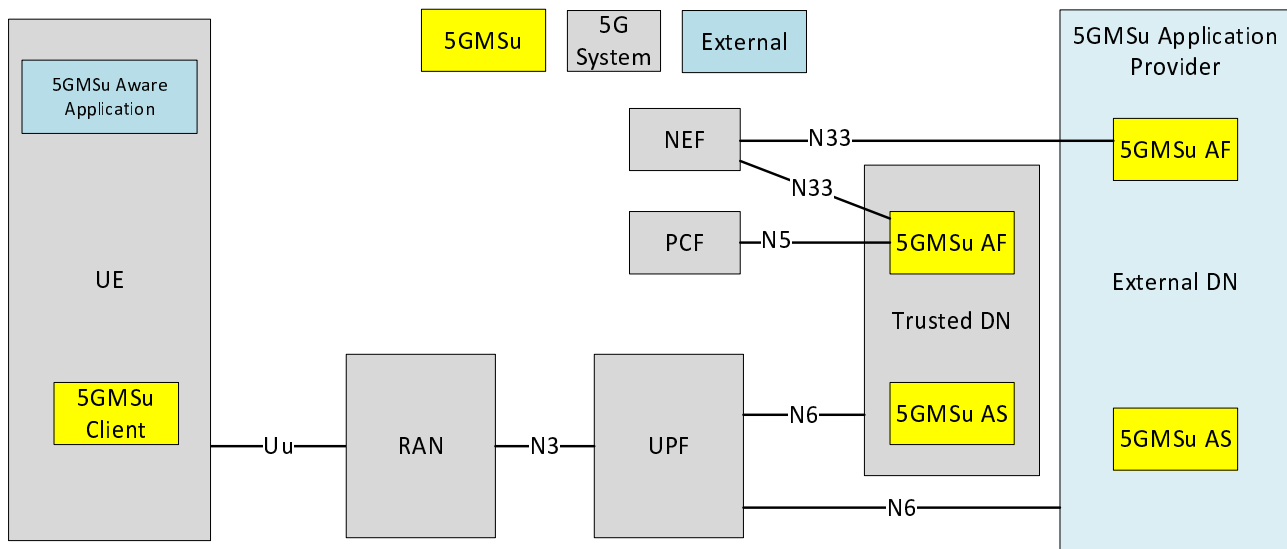 5GMSu
5G
System
External
5GMSu Application
Provider
5GMSu Aware
Application
NEF
N33
5GMSu AF
N33
PCF
N5
5GMSu AF
UE
External DN
Trusted DN
5GMSu
Client
Uu
RAN
N3
UPF
N6
5GMSu AS
5GMSu AS
N6